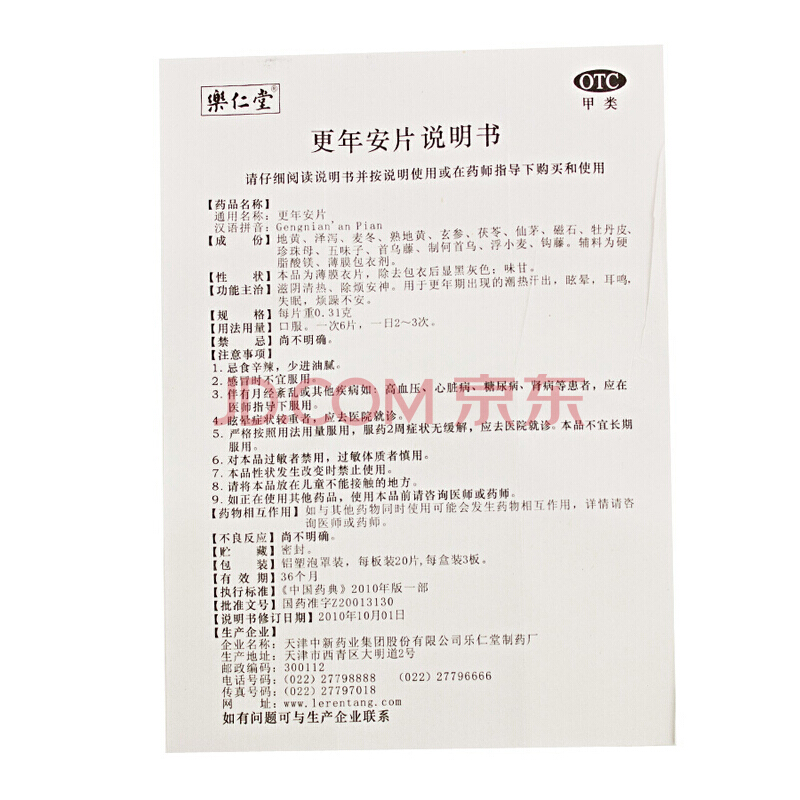 樂仁堂®
OTC
甲类
更年安片说明书
请仔细阅读说明书并按说明使用或在药师指导下购买和使用
【药品名称】
通用名称：更年安片
汉语拼音：Gengnian'an Pian
【成 份】地黄、泽泻、麦冬、熟地黄、玄参、茯苓、仙茅、磁石、牡丹皮、
珍珠母、五味子、首乌藤、制何首乌、浮小麦、钩藤。辅料为硬
脂酸镁、薄膜包衣剂。
【性 状】本品为薄膜衣片，除去包衣后显黑灰色；味甘。
【功能主治】滋阴清热、除烦安神。用于更年期出现的潮热汗出，眩晕，耳鸣，
失眠，烦躁不安。
【规 格】每片重0.31克
【用法用量】口服。一次6片，一日2～3次。
【禁 忌】尚不明确。
【注意事项】
1. 忌食辛辣，少进油腻。
2. 感冒时不宜服用。
3. 伴有月经紊乱或其他疾病如：高血压、心脏病、糖尿病、肾病等患者，应在
医师指导下服用。
4. 眩晕症状较重者，应去医院就诊。
5. 严格按照用法用量服用，服药2周症状无缓解，应去医院就诊。本品不宜长期
服用。
6. 对本品过敏者禁用，过敏体质者慎用。
7. 本品性状发生改变时禁止使用。
8. 请将本品放在儿童不能接触的地方。
9. 如正在使用其他药品，使用本品前请咨询医师或药师。
【药物相互作用】如与其他药物同时使用可能会发生药物相互作用，详情请咨
询医师或药师。
【不良反应】尚不明确。
【贮 藏】密封。
【包 装】铝塑泡罩装，每板装20片，每盒装3板。
【有 效 期】36个月
【执行标准】《中国药典》2010年版一部
【批准文号】国药准字Z20013130
【说明书修订日期】2010年10月01日
【生产企业】
企业名称：天津中新药业集团股份有限公司乐仁堂制药厂
生产地址：天津市西青区大明道2号
邮政编码：300112
电话号码：(022) 27798888 (022) 27796666
传真号码：(022) 27797018
网 址：www.lerentang.com
如有问题可与生产企业联系
JD.COM 京东